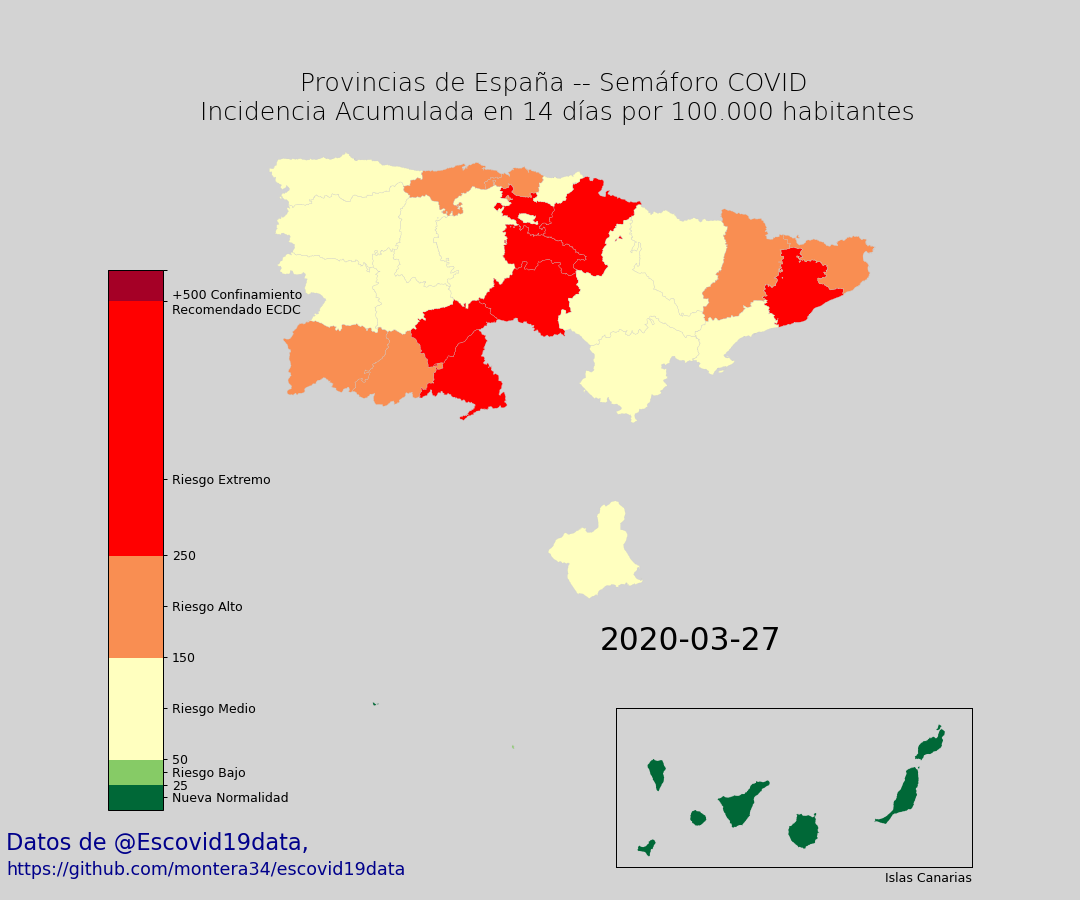 Provincias de España -- Semáforo COVID
Incidencia Acumulada en 14 días por 100.000 habitantes
+500 Confinamiento
Recomendado ECDC
Riesgo Extremo
250
Riesgo Alto
150
Riesgo Medio
50
Riesgo Bajo
25
Nueva Normalidad
2020-03-27
Islas Canarias
Datos de @Escovid19data,
https://github.com/montera34/escovid19data